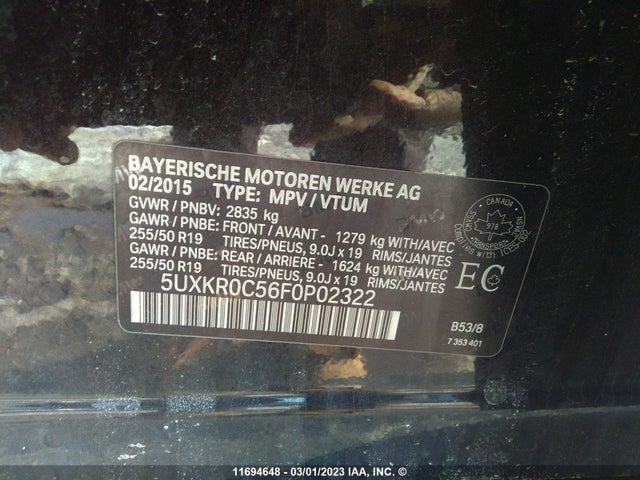 BAYERISCHE MOTOREN WERKE AG
02/2015 TYPE: MPV / VTUM
GVWR / PNBV: 2835 kg
GAWR / PNBE: FRONT / AVANT - 1279 kg WITH/AVEC
255/50 R19 TIRES/PNEUS, 9.0J x 19 RIMS/JANTES
GAWR / PNBE: REAR / ARRIERE - 1624 kg WITH/AVEC
255/50 R19 TIRES/PNEUS, 9.0J x 19 RIMS/JANTES
5UXKR0C56F0P02322
CANADA
978
TRANSPORT
EC
B53/8
7 353 401
11694648 - 03/01/2023 IAA, INC. ©